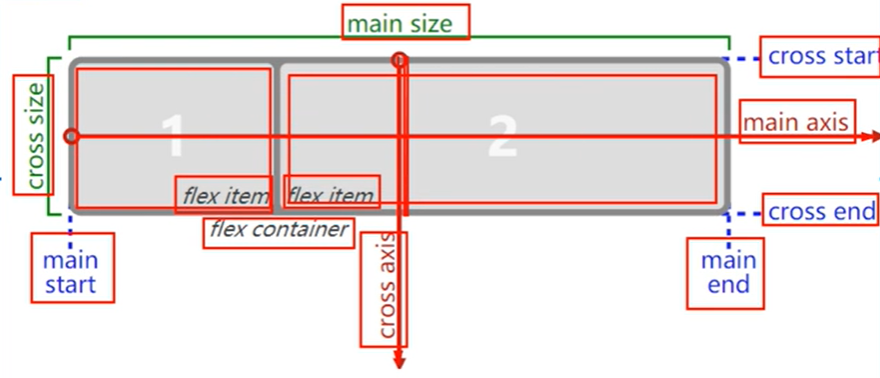 main size
cross start
cross size
1
2
main axis
flex item
flex item
cross end
flex container
main
start
cross axis
main
end